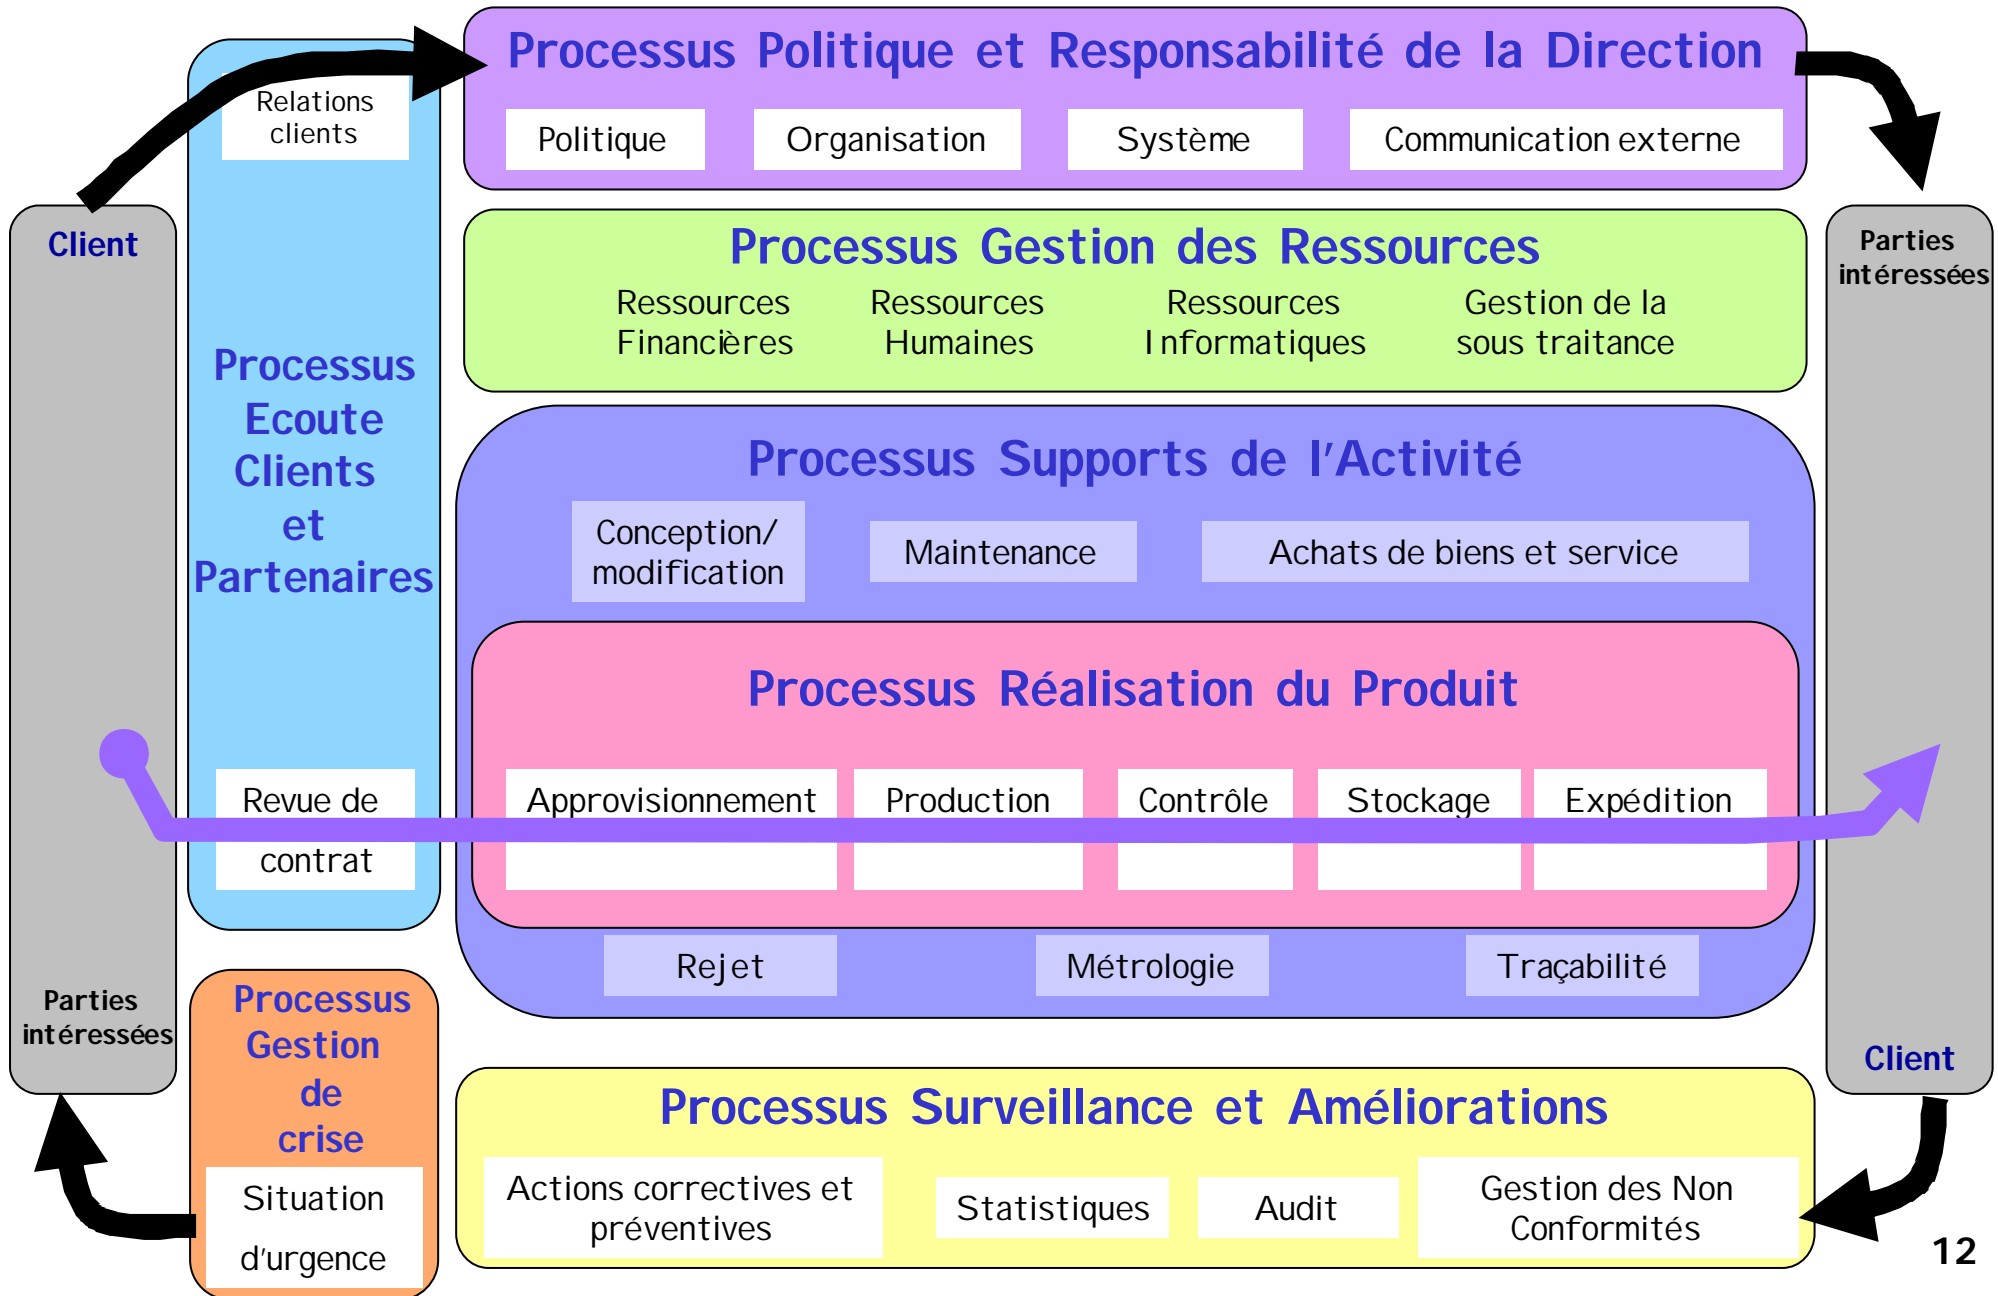 Processus Politique et Responsabilité de la Direction
Politique
Organisation
Système
Communication externe
Relations
clients
Processus
Ecoute
Clients
et
Partenaires
Revue de
contrat
Client
Parties
intéressées
Processus Gestion des Ressources
Ressources
Financières
Ressources
Humaines
Ressources
Informatiques
Gestion de la
sous traitance
Processus Supports de l'Activité
Conception/
modification
Maintenance
Achats de biens et service
Processus Réalisation du Produit
Approvisionnement
Production
Contrôle
Stockage
Expédition
Rejet
Métrologie
Traçabilité
Parties
intéressées
Client
Processus
Gestion
de
crise
Situation
d'urgence
Processus Surveillance et Améliorations
Actions correctives et
préventives
Statistiques
Audit
Gestion des Non
Conformités
12